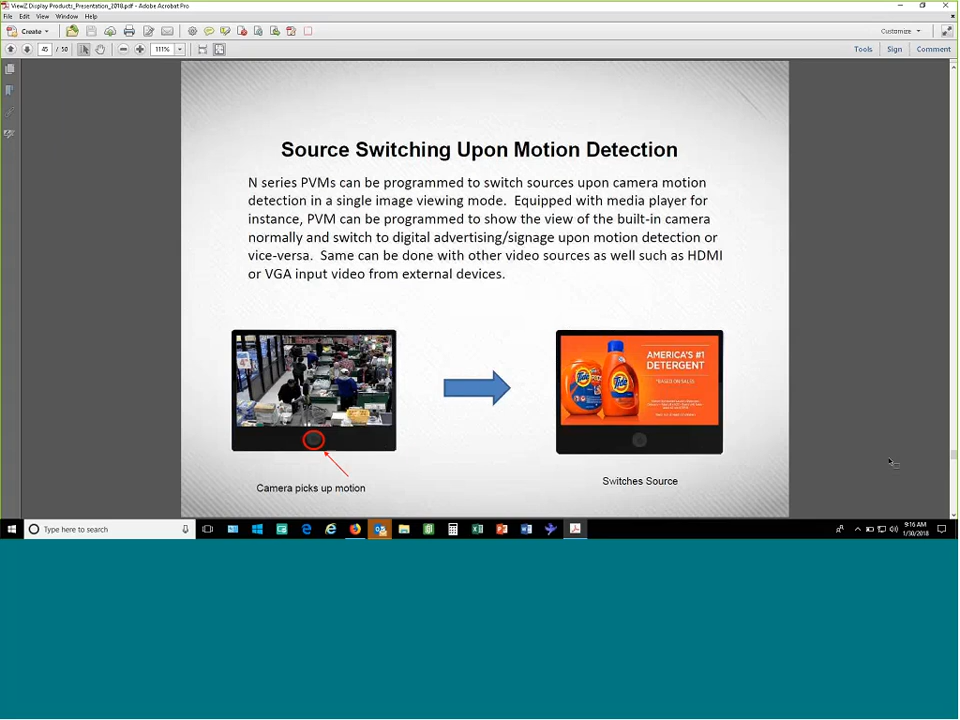 ViewZ Display Products_Presentation_2018.pdf - Adobe Acrobat Pro
File Edit View Window Help
Create
Customize
45 / 50
111%
Tools Sign Comment
Source Switching Upon Motion Detection
N series PVMs can be programmed to switch sources upon camera motion
detection in a single image viewing mode. Equipped with media player for
instance, PVM can be programmed to show the view of the built-in camera
normally and switch to digital advertising/signage upon motion detection or
vice-versa. Same can be done with other video sources as well such as HDMI
or VGA input video from external devices.
AMERICA'S #1
DETERGENT
*BASED ON SALES
Tide
Tide
Camera picks up motion
Switches Source
Type here to search
9:16 AM
1/30/2018